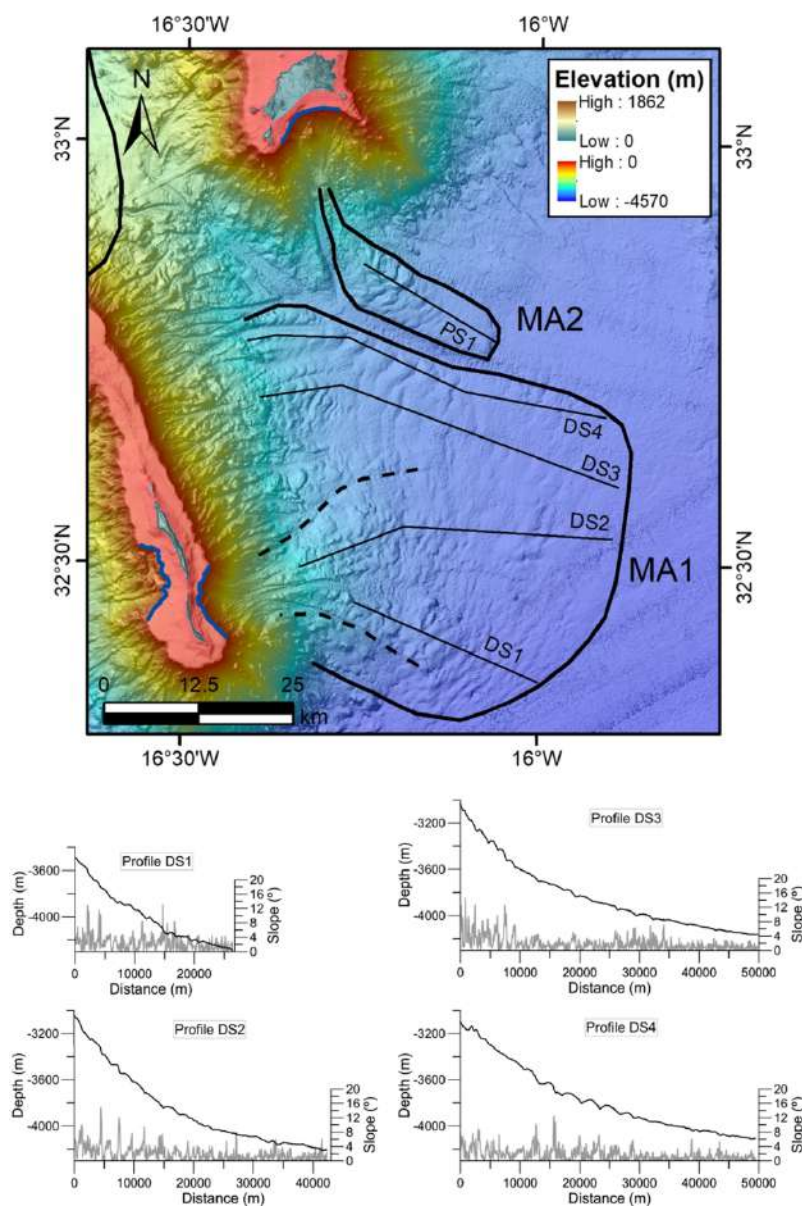 16°30'W
16°W
N
Elevation (m)
High : 1862
Low : 0
High : 0
Low : -4570
33°N
33°N
MA2
PS1
DS4
DS3
DS2
32°30'N
32°30'N
MA1
DS1
0 12.5 25
km
16°30'W
16°W
Profile DS1
Depth (m)
-3600
-4000
20
16
12
8
4
0
Slope (°)
0 10000 20000
Distance (m)
Profile DS3
Depth (m)
-3200
-3600
-4000
20
16
12
8
4
0
Slope (°)
0 10000 20000 30000 40000 50000
Distance (m)
Profile DS2
Depth (m)
-3200
-3600
-4000
20
16
12
8
4
0
Slope (°)
0 10000 20000 30000 40000
Distance (m)
Profile DS4
Depth (m)
-3200
-3600
-4000
20
16
12
8
4
0
Slope (°)
0 10000 20000 30000 40000 50000
Distance (m)